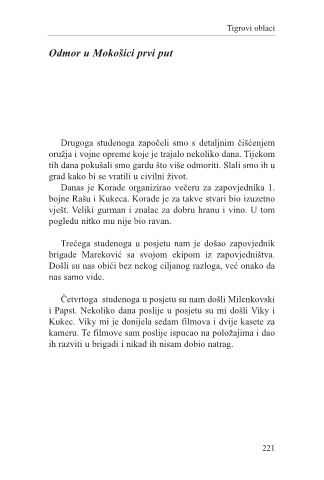 Tigrovi oblaci
Odmor u Mokošici prvi put
Drugoga studenoga započeli smo s detaljnim čišćenjem
oružja i vojne opreme koje je trajalo nekoliko dana. Tijekom
tih dana pokušali smo gardu što više odmoriti. Slali smo ih u
grad kako bi se vratili u civilni život.
Danas je Korade organizirao večeru za zapovjednika 1.
bojne Rašu i Kukeca. Korade je za takve stvari bio izuzetno
vješt. Veliki gurman i znalac za dobru hranu i vino. U tom
pogledu nitko mu nije bio ravan.
Trećega studenoga u posjetu nam je došao zapovjednik
brigade Mareković sa svojom ekipom iz zapovjedništva.
Došli su nas obići bez nekog ciljanog razloga, već onako da
nas samo vide.
Četvrtoga studenoga u posjetu su nam došli Milenkovski
i Papst. Nekoliko dana poslije u posjetu su mi došli Viky i
Kukec. Viky mi je donijela sedam filmova i dvije kasete za
kameru. Te filmove sam poslije ispucao na položajima i dao
ih razviti u brigadi i nikad ih nisam dobio natrag.
221